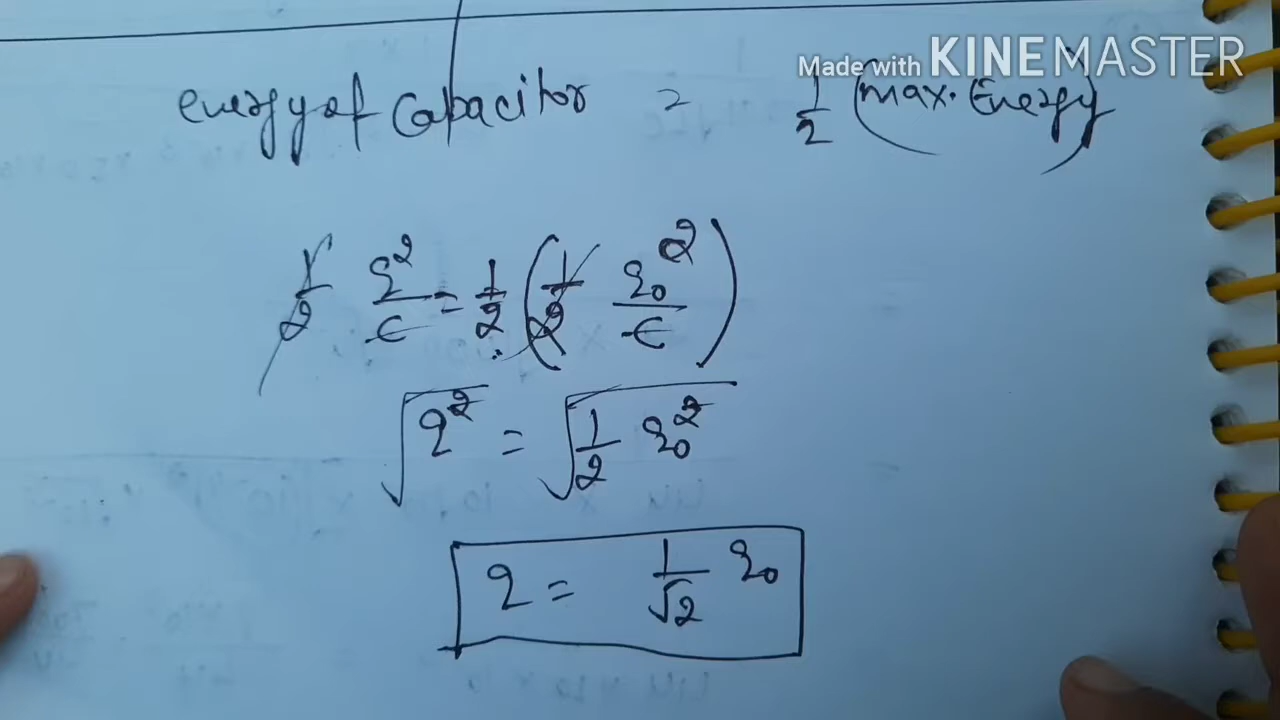 Made with KINEMASTER
energy of Capacitor = 1/2 (max. Energy)
1/2 q²/C = 1/2 (1/2 q₀²/C)
√q² = √1/2 q₀²
q = 1/√2 q₀